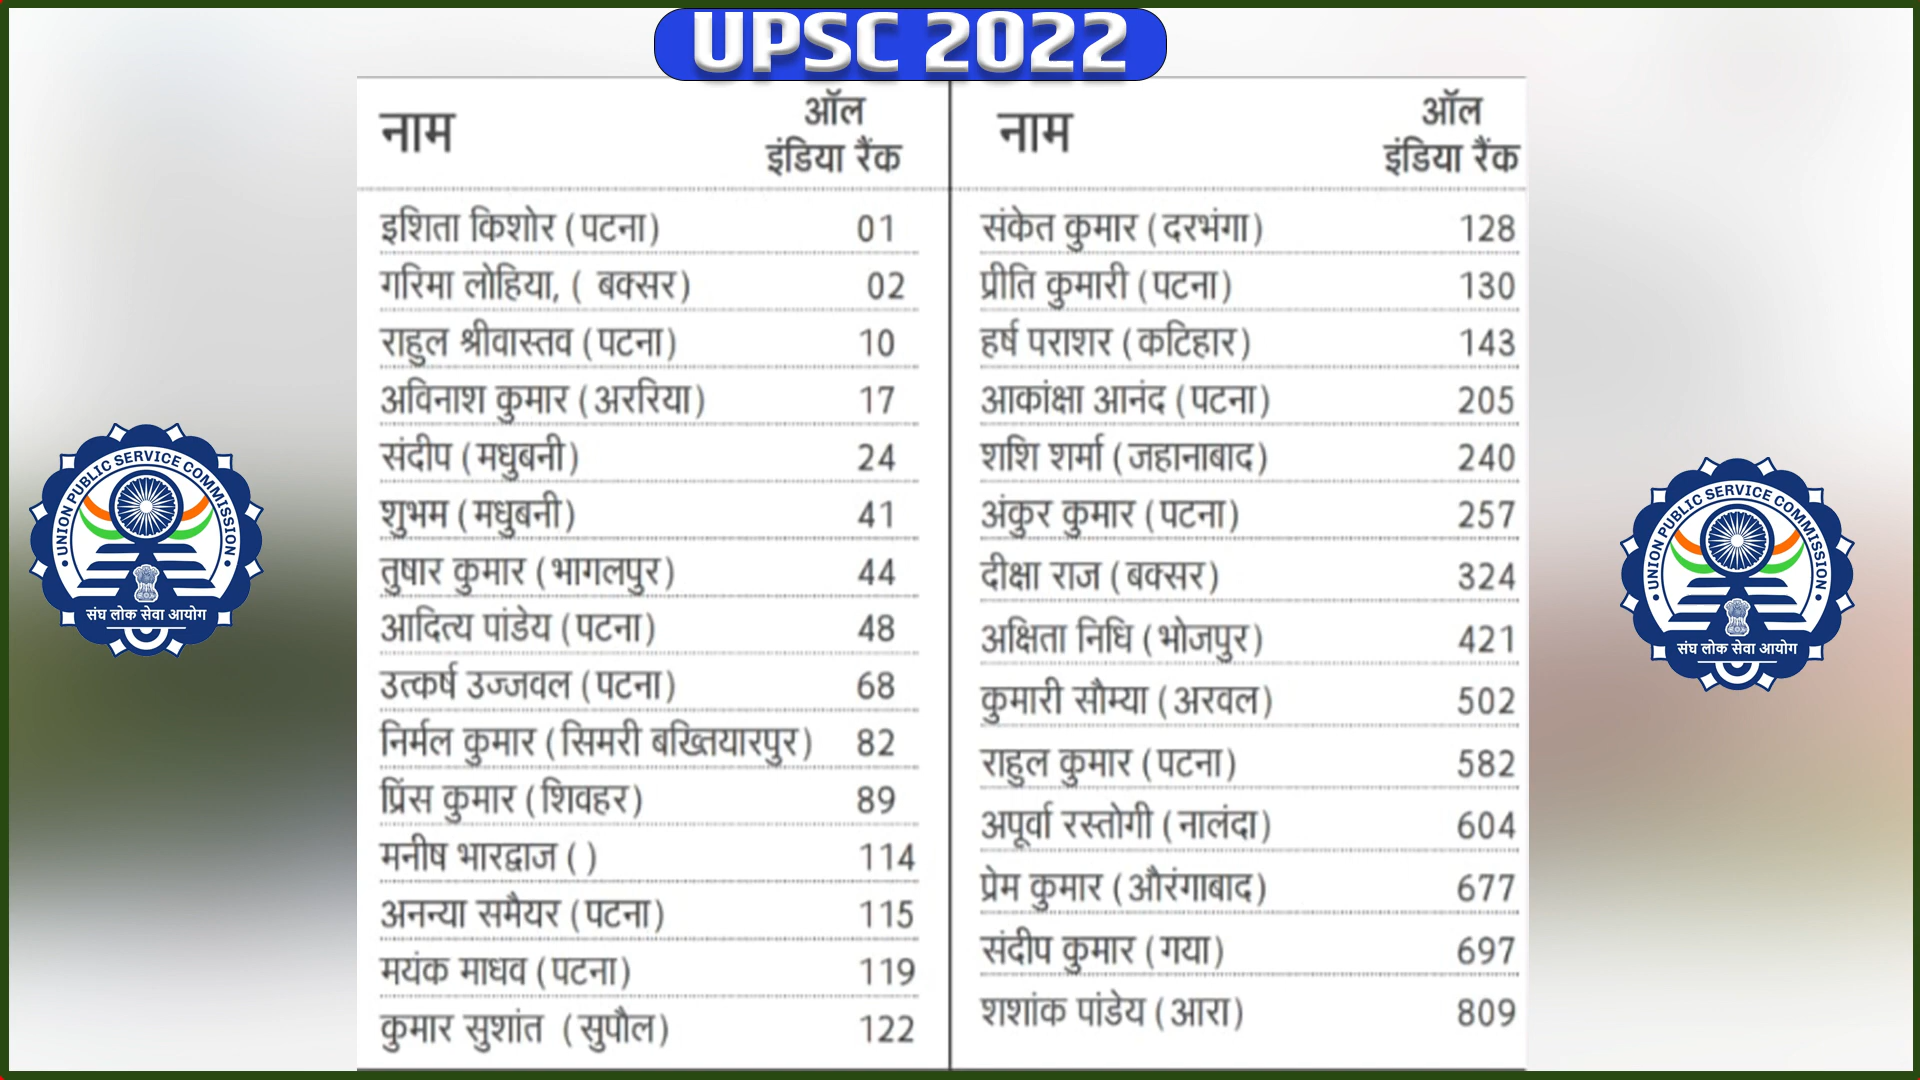 UPSC 2022
नाम ऑल इंडिया रैंक
इशिता किशोर (पटना) 01
गरिमा लोहिया, ( बक्सर) 02
राहुल श्रीवास्तव (पटना) 10
अविनाश कुमार (अररिया) 17
संदीप (मधुबनी) 24
शुभम (मधुबनी) 41
तुषार कुमार (भागलपुर) 44
आदित्य पांडेय (पटना) 48
उत्कर्ष उज्जवल (पटना) 68
निर्मल कुमार (सिमरी बख्तियारपुर) 82
प्रिंस कुमार (शिवहर) 89
मनीष भारद्वाज ( ) 114
अनन्या समैयर (पटना) 115
मयंक माधव (पटना) 119
कुमार सुशांत (सुपौल) 122
नाम ऑल इंडिया रैंक
संकेत कुमार (दरभंगा) 128
प्रीति कुमारी (पटना) 130
हर्ष पराशर (कटिहार) 143
आकांक्षा आनंद (पटना) 205
शशि शर्मा (जहानाबाद) 240
अंकुर कुमार (पटना) 257
दीक्षा राज (बक्सर) 324
अक्षिता निधि (भोजपुर) 421
कुमारी सौम्या (अरवल) 502
राहुल कुमार (पटना) 582
अपूर्वा रस्तोगी (नालंदा) 604
प्रेम कुमार (औरंगाबाद) 677
संदीप कुमार (गया) 697
शशांक पांडेय (आरा) 809
UNION PUBLIC SERVICE COMMISSION
संघ लोक सेवा आयोग
UNION PUBLIC SERVICE COMMISSION
संघ लोक सेवा आयोग